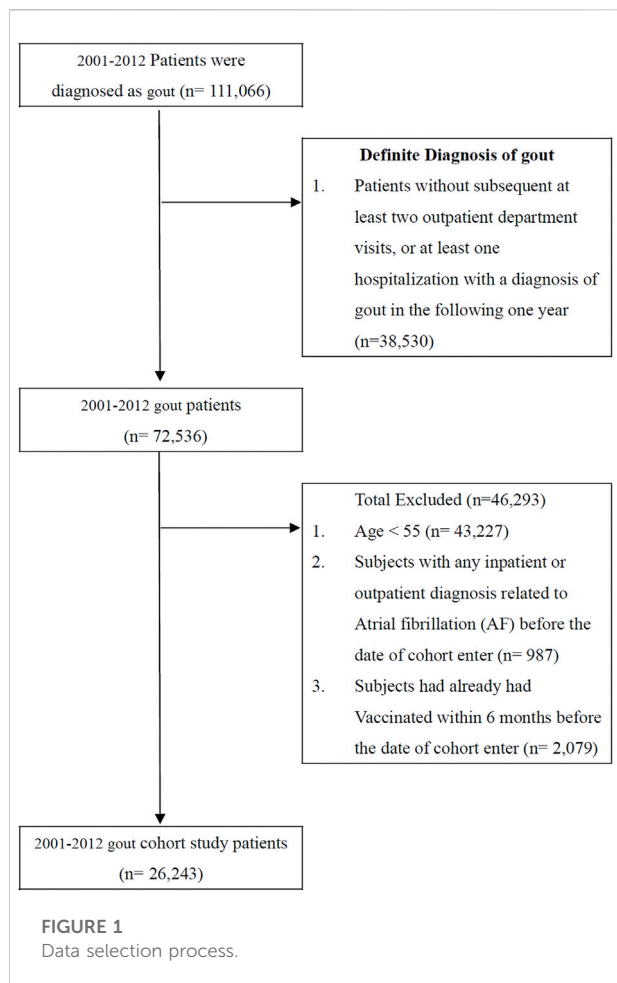 2001-2012 Patients were
diagnosed as gout (n= 111,066)
Definite Diagnosis of gout
1. Patients without subsequent at
least two outpatient department
visits, or at least one
hospitalization with a diagnosis of
gout in the following one year
(n=38,530)
2001-2012 gout patients
(n= 72,536)
Total Excluded (n=46,293)
1. Age < 55 (n= 43,227)
2. Subjects with any inpatient or
outpatient diagnosis related to
Atrial fibrillation (AF) before the
date of cohort enter (n= 987)
3. Subjects had already had
Vaccinated within 6 months before
the date of cohort enter (n= 2,079)
2001-2012 gout cohort study patients
(n= 26,243)
FIGURE 1
Data selection process.